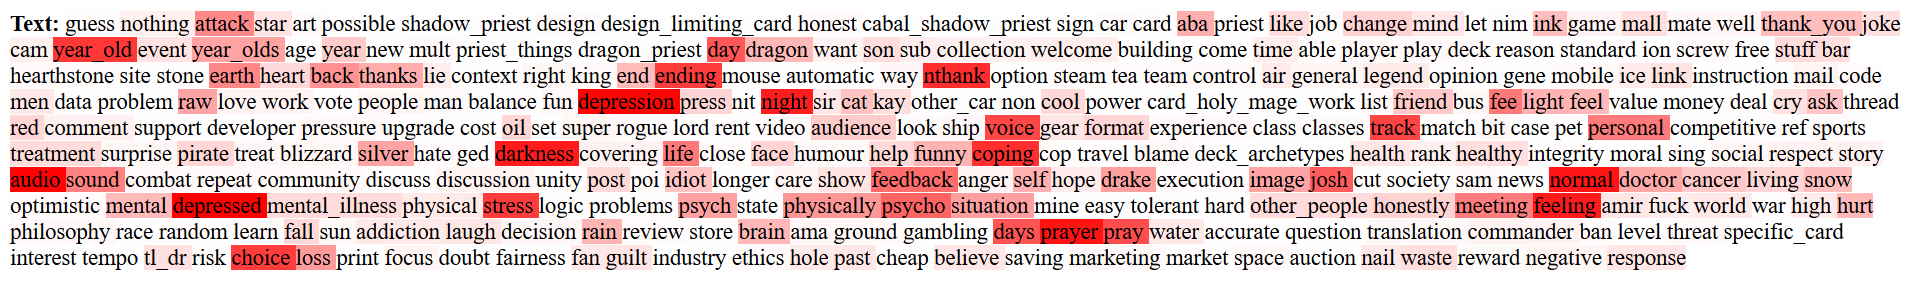 Text: guess nothing attack star art possible shadow_priest design design_limiting_card honest cabal_shadow_priest sign car card aba priest like job change mind let nim ink game mall mate well thank_you joke
cam year_old event year_olds age year new mult priest_things dragon_priest day dragon want son sub collection welcome building come time able player play deck reason standard ion screw free stuff bar
hearthstone site stone earth heart back thanks lie context right king end ending mouse automatic way nthank option steam tea team control air general legend opinion gene mobile ice link instruction mail code
men data problem raw love work vote people man balance fun depression press nit night sir cat kay other_car non cool power card_holy_mage_work list friend bus fee light feel value money deal cry ask thread
red comment support developer pressure upgrade cost oil set super rogue lord rent video audience look ship voice gear format experience class classes track match bit case pet personal competitive ref sports
treatment surprise pirate treat blizzard silver hate ged darkness covering life close face humour help funny coping cop travel blame deck_archetypes health rank healthy integrity moral sing social respect story
audio sound combat repeat community discuss discussion unity post poi idiot longer care show feedback anger self hope drake execution image josh cut society sam news normal doctor cancer living snow
optimistic mental depressed mental_illness physical stress logic problems psych state physically psycho situation mine easy tolerant hard other_people honestly meeting feeling amir fuck world war high hurt
philosophy race random learn fall sun addiction laugh decision rain review store brain ama ground gambling days prayer pray water accurate question translation commander ban level threat specific_card
interest tempo tl_dr risk choice loss print focus doubt fairness fan guilt industry ethics hole past cheap believe saving marketing market space auction nail waste reward negative response